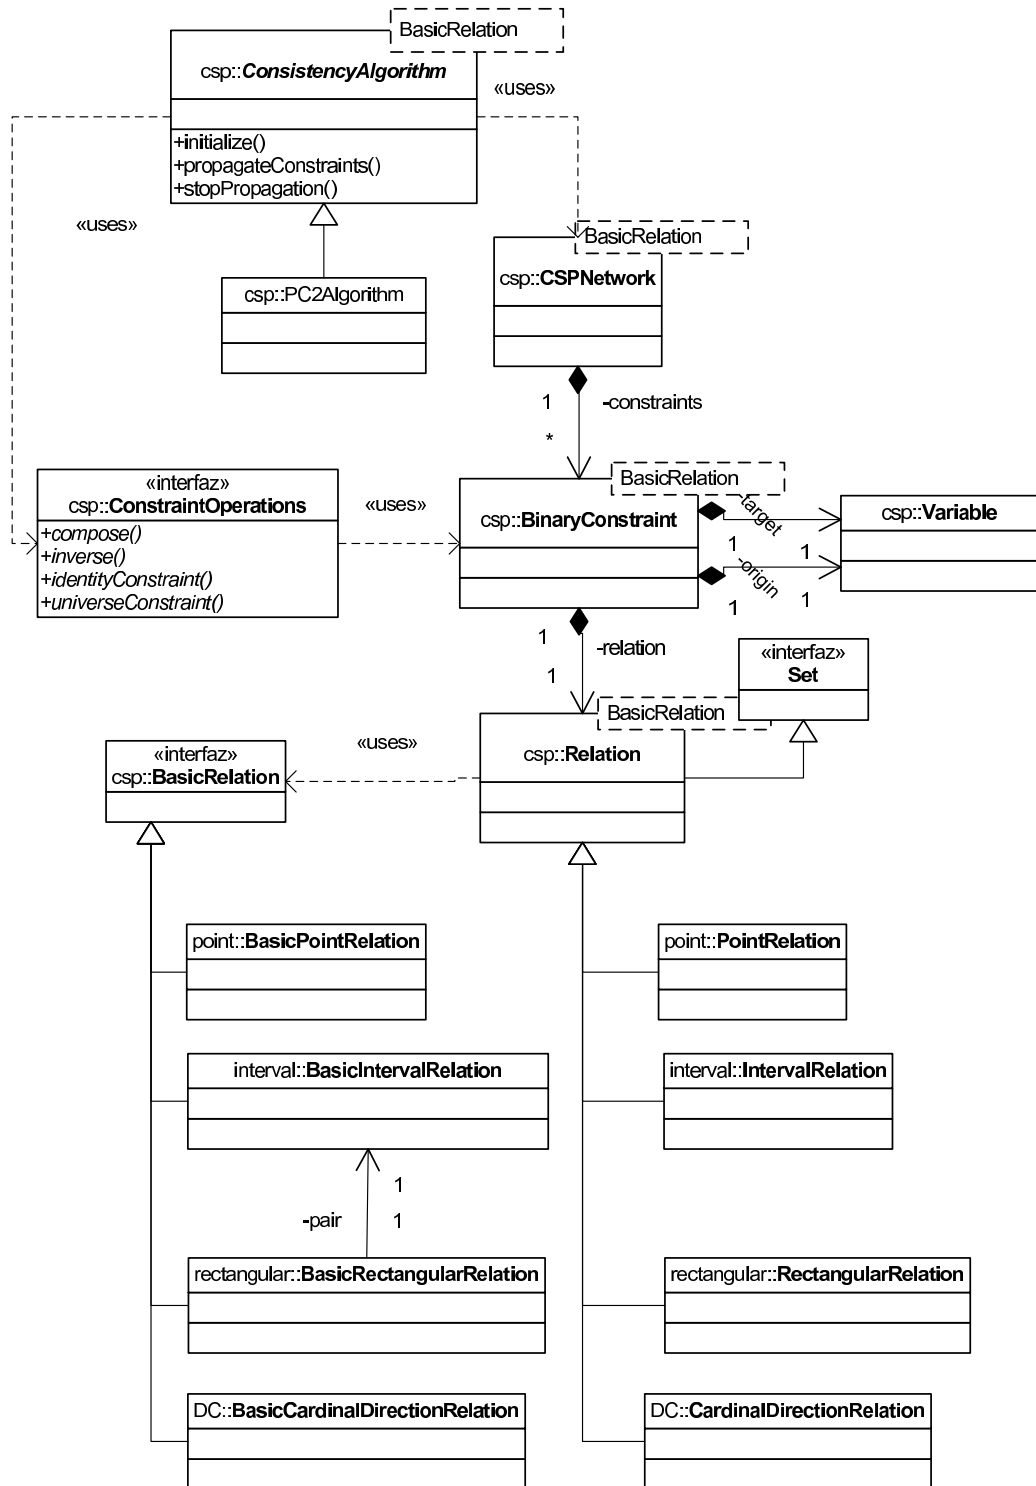 BasicRelation
csp::ConsistencyAlgorithm
«uses»
+initialize()
+propagateConstraints()
+stopPropagation()
«uses»
BasicRelation
csp::CSPNetwork
csp::PC2Algorithm
1
-constraints
*
«interfaz»
csp::ConstraintOperations
+compose()
+inverse()
+identityConstraint()
+universeConstraint()
«uses»
BasicRelation
csp::BinaryConstraint
-target
1
1
-origin
1
1
csp::Variable
1
-relation
1
«interfaz»
Set
BasicRelation
csp::Relation
«uses»
«interfaz»
csp::BasicRelation
point::BasicPointRelation
point::PointRelation
interval::BasicIntervalRelation
interval::IntervalRelation
1
-pair
1
rectangular::BasicRectangularRelation
rectangular::RectangularRelation
DC::BasicCardinalDirectionRelation
DC::CardinalDirectionRelation